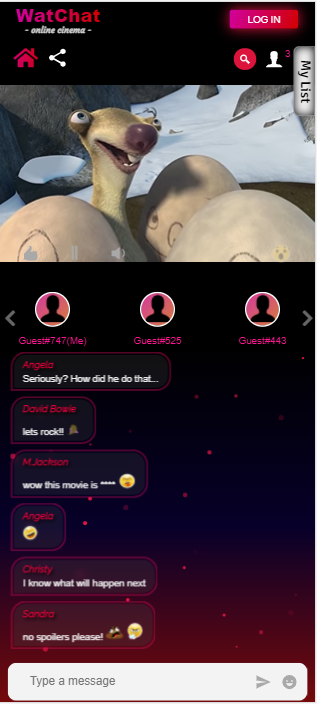 WatChat
- online cinema -
LOG IN
3
My List
Guest#747(Me)
Guest#525
Guest#443
Angela
Seriously? How did he do that...
David Bowie
lets rock!!
M.Jackson
wow this movie is ****
Angela
Christy
I know what will happen next
Sandra
no spoilers please!
Type a message